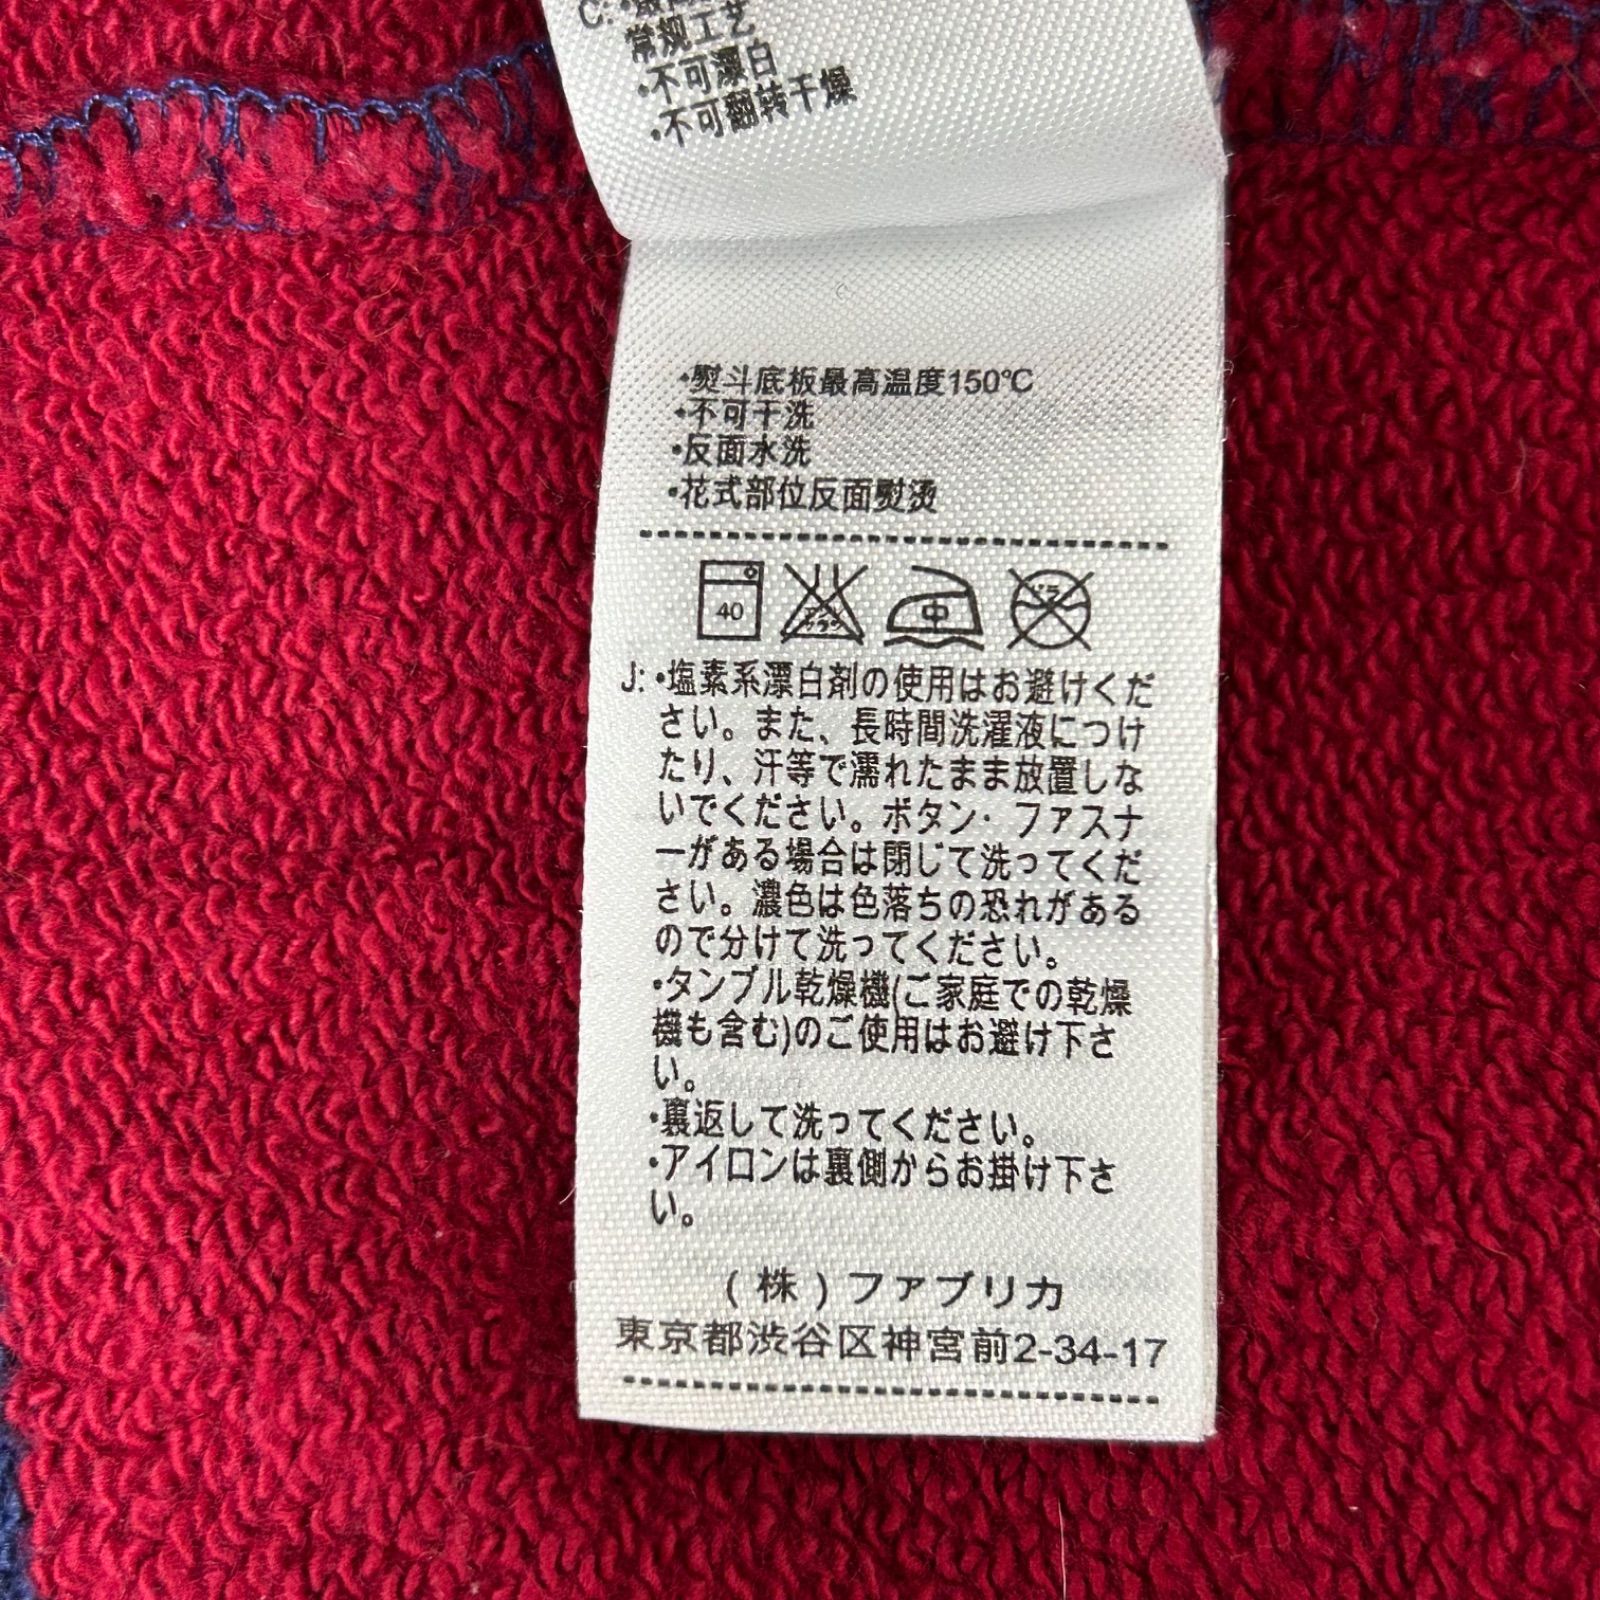 常规工艺
•不可漂白
•不可翻转干燥
•熨斗底板最高温度150℃
•不可干洗
•反面水洗
•花式部位反面熨烫
40
中
J: •塩素系漂白剤の使用はお避けくだ
さい。また、長時間洗濯液につけ
たり、汗等で濡れたまま放置しな
いでください。ボタン・ファスナ
ーがある場合は閉じて洗ってくだ
さい。濃色は色落ちの恐れがある
ので分けて洗ってください。
•タンブル乾燥機(ご家庭での乾燥
機も含む)のご使用はお避け下さ
い。
•裏返して洗ってください。
•アイロンは裏側からお掛け下さ
い。
(株)ファブリカ
東京都渋谷区神宮前2-34-17